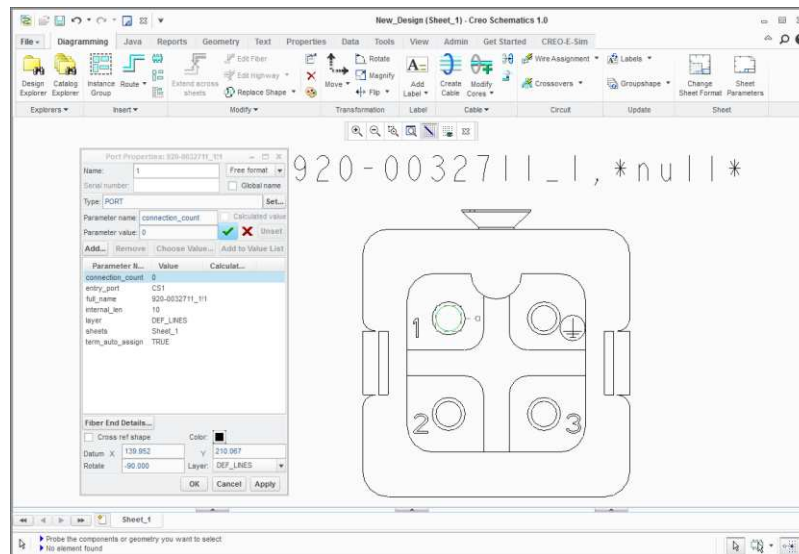 New_Design (Sheet_1) - Creo Schematics 1.0
File Diagramming Java Reports Geometry Text Properties Data Tools View Admin Get Started CREO-E-Sim
Design Explorer Catalog Explorer Instance Group Route Extend across sheets Edit Fiber Edit Highway Replace Shape Move Rotate Magnify Flip Add Label Create Cable Modify Cores Wire Assignment Crossovers Labels Groupshape Change Sheet Format Sheet Parameters
Explorers Insert Modify Transformation Label Cable Circuit Update Sheet
920-0032711_1,*null*
Port Properties: 920-0032711_1:1
Name: 1 Free format
Serial number: Global name
Type: PORT Set...
Parameter name: connection_count Calculated value
Parameter value: 0 Unset
Add... Remove Choose Value... Add to Value List
Parameter N... Value Calculat...
connection_count 0
entry_port CS1
full_name 920-0032711_1:1
internal_len 10
layer DEF_LINES
sheets Sheet_1
term_auto_assign TRUE
Fiber End Details...
Cross ref shape Color:
Datum X 139.952 Y 210.067
Rotate -90.000 Layer: DEF_LINES
OK Cancel Apply
1
2
3
Sheet_1
Probe the components or geometry you want to select
No element found